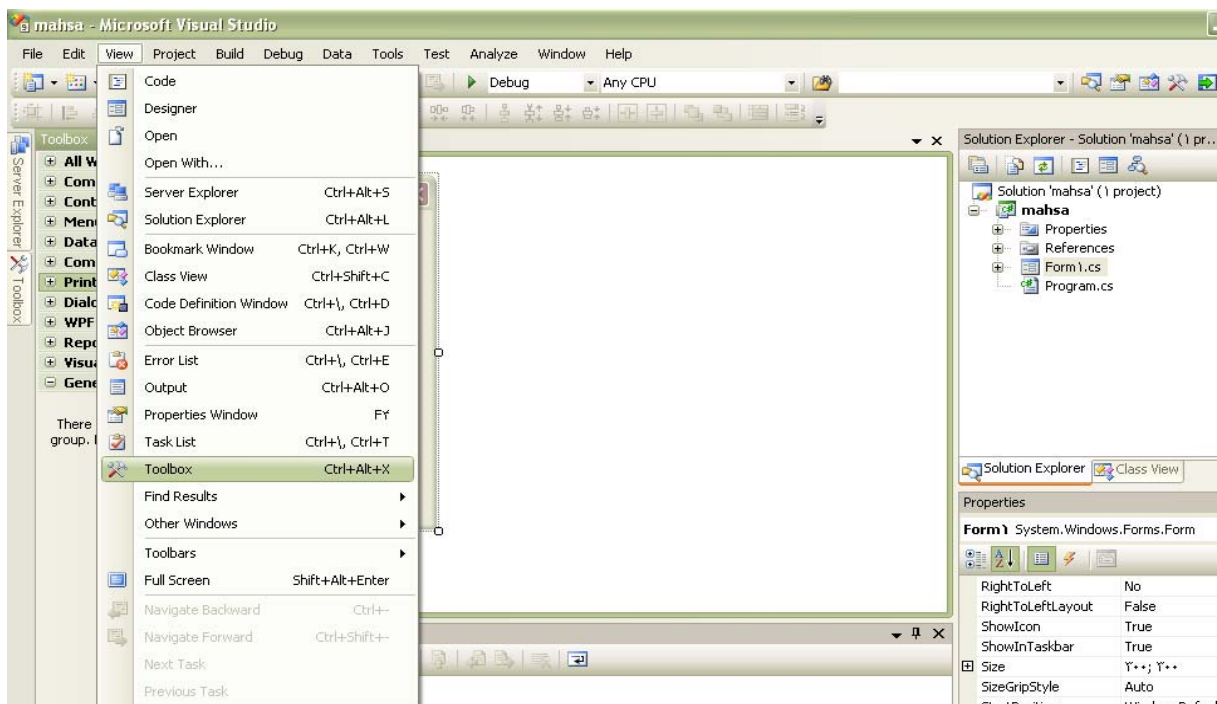 mahsa - Microsoft Visual Studio
File Edit View Project Build Debug Data Tools Test Analyze Window Help
Debug Any CPU
Code
Designer
Open
Open With...
Server Explorer Ctrl+Alt+S
Solution Explorer Ctrl+Alt+L
Bookmark Window Ctrl+K, Ctrl+W
Class View Ctrl+Shift+C
Code Definition Window Ctrl+\, Ctrl+D
Object Browser Ctrl+Alt+J
Error List Ctrl+\, Ctrl+E
Output Ctrl+Alt+O
Properties Window F۴
Task List Ctrl+\, Ctrl+T
Toolbox Ctrl+Alt+X
Find Results
Other Windows
Toolbars
Full Screen Shift+Alt+Enter
Navigate Backward Ctrl+-
Navigate Forward Ctrl+Shift+-
Next Task
Previous Task
Server Explorer
Toolbox
Toolbox
All W
Com
Cont
Men
Data
Com
Print
Dialo
WPF
Repo
Visua
Gene
There
group.
Solution Explorer - Solution 'mahsa' (۱ pr...
Solution 'mahsa' (۱ project)
mahsa
Properties
References
Form۱.cs
Program.cs
Solution Explorer Class View
Properties
Form۱ System.Windows.Forms.Form
RightToLeft No
RightToLeftLayout False
ShowIcon True
ShowInTaskbar True
Size ۳۰۰; ۳۰۰
SizeGripStyle Auto